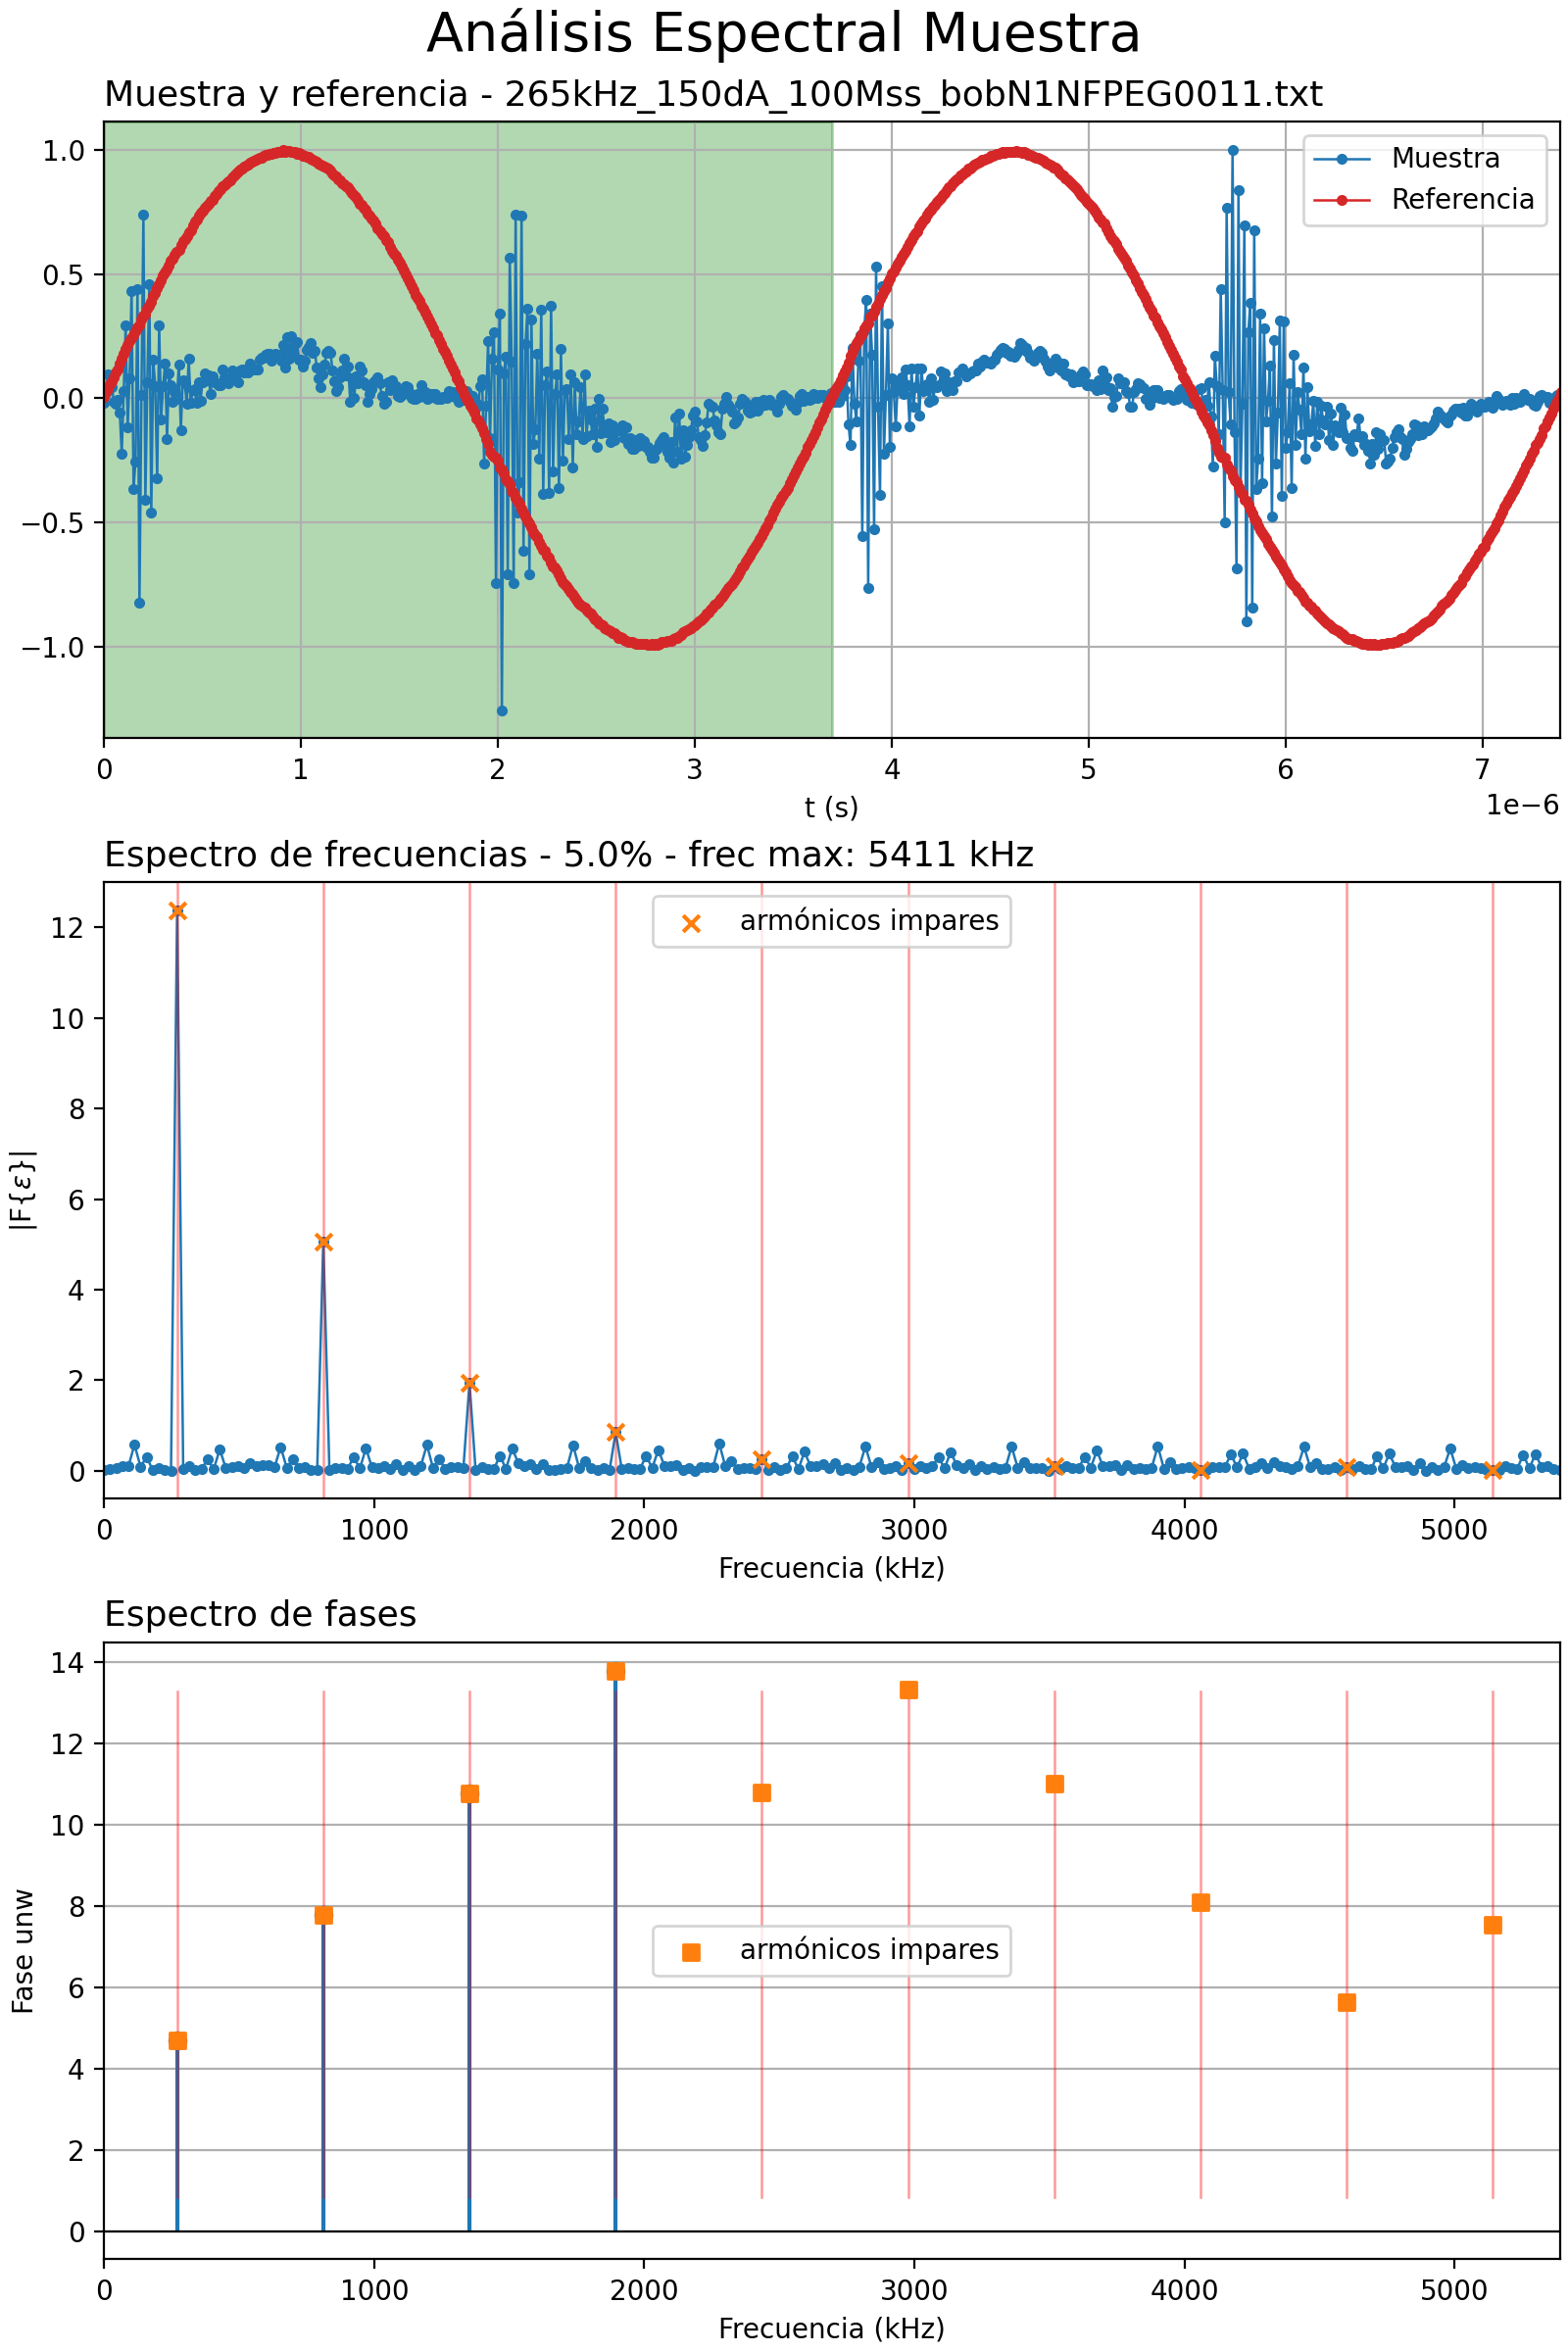 Análisis Espectral Muestra
Muestra y referencia - 265kHz_150dA_100Mss_bobN1NFPEG0011.txt
Muestra
Referencia
1.0
0.5
0.0
−0.5
−1.0
0 1 2 3 4 5 6 7
1e−6
t (s)
Espectro de frecuencias - 5.0% - frec max: 5411 kHz
armónicos impares
12
10
8
6
4
2
0
|F{ε}|
0 1000 2000 3000 4000 5000
Frecuencia (kHz)
Espectro de fases
14
12
10
8
6
4
2
0
Fase unw
armónicos impares
0 1000 2000 3000 4000 5000
Frecuencia (kHz)